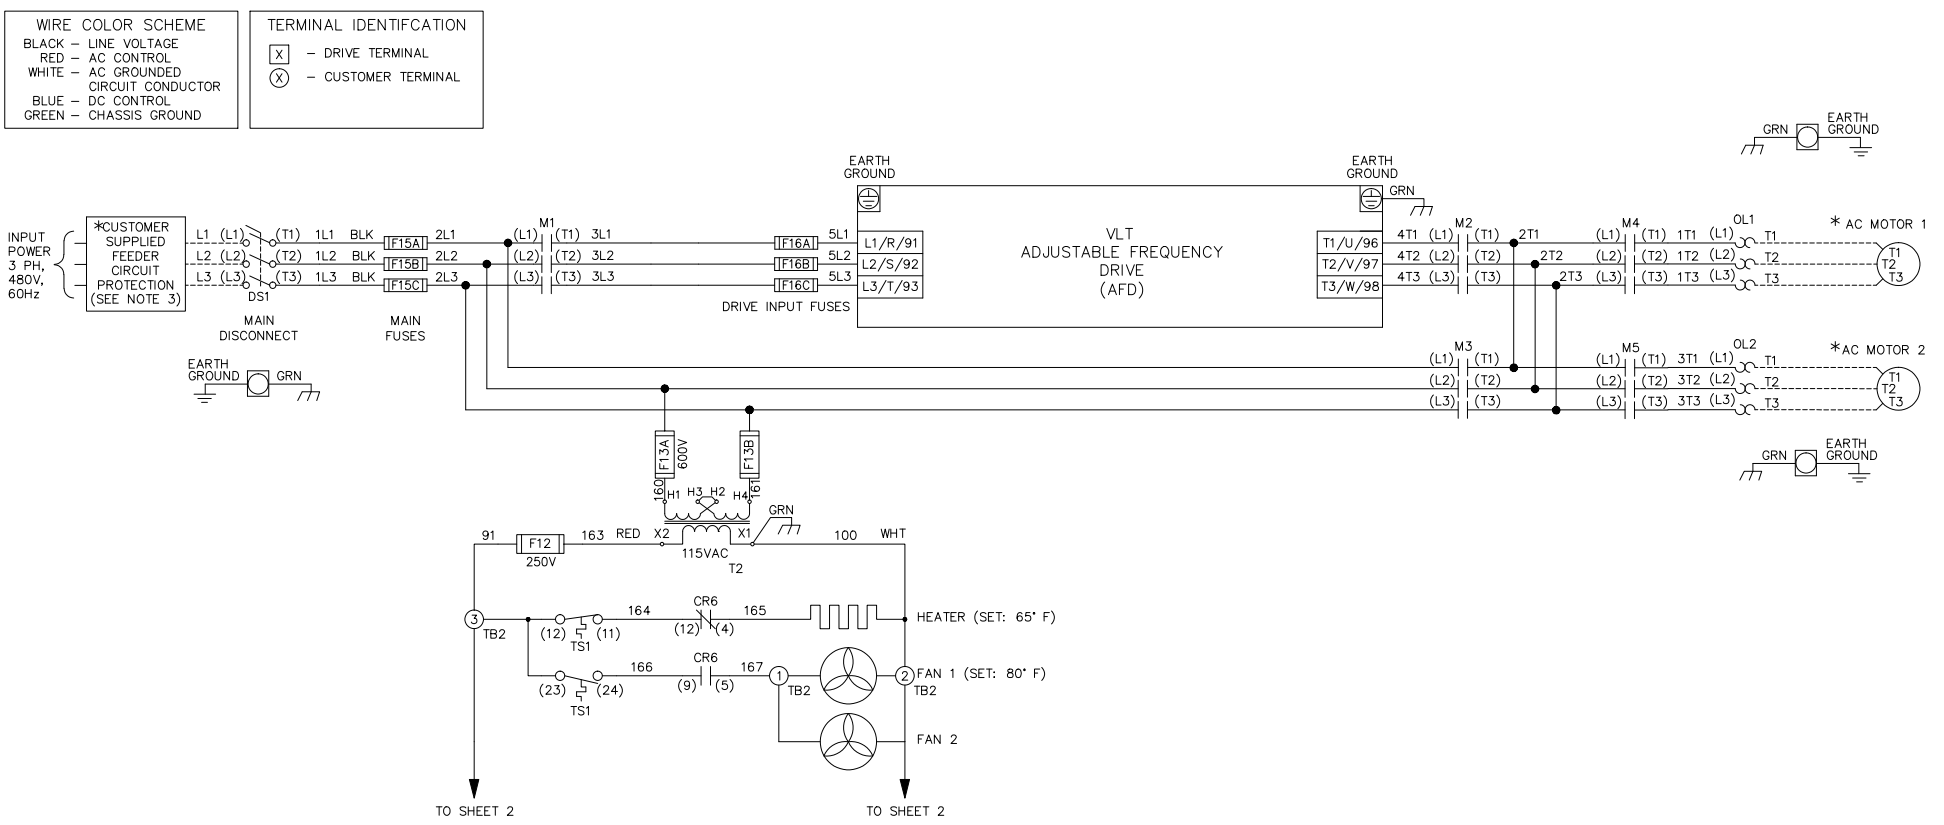 WIRE COLOR SCHEME
BLACK – LINE VOLTAGE
RED – AC CONTROL
WHITE – AC GROUNDED
CIRCUIT CONDUCTOR
BLUE – DC CONTROL
GREEN – CHASSIS GROUND
TERMINAL IDENTIFCATION
X – DRIVE TERMINAL
X – CUSTOMER TERMINAL
GRN
EARTH
GROUND
INPUT
POWER
3 PH,
480V,
60Hz
*CUSTOMER
SUPPLIED
FEEDER
CIRCUIT
PROTECTION
(SEE NOTE 3)
L1 (L1) (T1) 1L1 BLK F15A 2L1 (L1) M1 (T1) 3L1 F16A 5L1
L2 (L2) (T2) 1L2 BLK F15B 2L2 (L2) (T2) 3L2 F16B 5L2
L3 (L3) (T3) 1L3 BLK F15C 2L3 (L3) (T3) 3L3 F16C 5L3
DS1
MAIN
DISCONNECT
MAIN
FUSES
DRIVE INPUT FUSES
EARTH
GROUND
L1/R/91
L2/S/92
L3/T/93
VLT
ADJUSTABLE FREQUENCY
DRIVE
(AFD)
EARTH
GROUND
GRN
T1/U/96
T2/V/97
T3/W/98
4T1 (L1) M2 (T1) 2T1 (L1) M4 (T1) 1T1 (L1) OL1 T1
4T2 (L2) (T2) 2T2 (L2) (T2) 1T2 (L2) T2
4T3 (L3) (T3) 2T3 (L3) (T3) 1T3 (L3) T3
* AC MOTOR 1
T1
T2
T3
EARTH
GROUND
GRN
(L1) M3 (T1) (L1) M5 (T1) 3T1 (L1) OL2 T1
(L2) (T2) (L2) (T2) 3T2 (L2) T2
(L3) (T3) (L3) (T3) 3T3 (L3) T3
*AC MOTOR 2
T1
T2
T3
GRN
EARTH
GROUND
F13A
600V
F13B
160
161
H1 H3 H2 H4
GRN
91 F12 163 RED X2 X1 100 WHT
250V
115VAC
T2
3
TB2
(12) (11)
TS1
164
CR6
(12) (4)
165
HEATER (SET: 65° F)
(23) (24)
TS1
166
CR6
(9) (5)
167
1
TB2
2
TB2
FAN 1 (SET: 80° F)
FAN 2
TO SHEET 2
TO SHEET 2